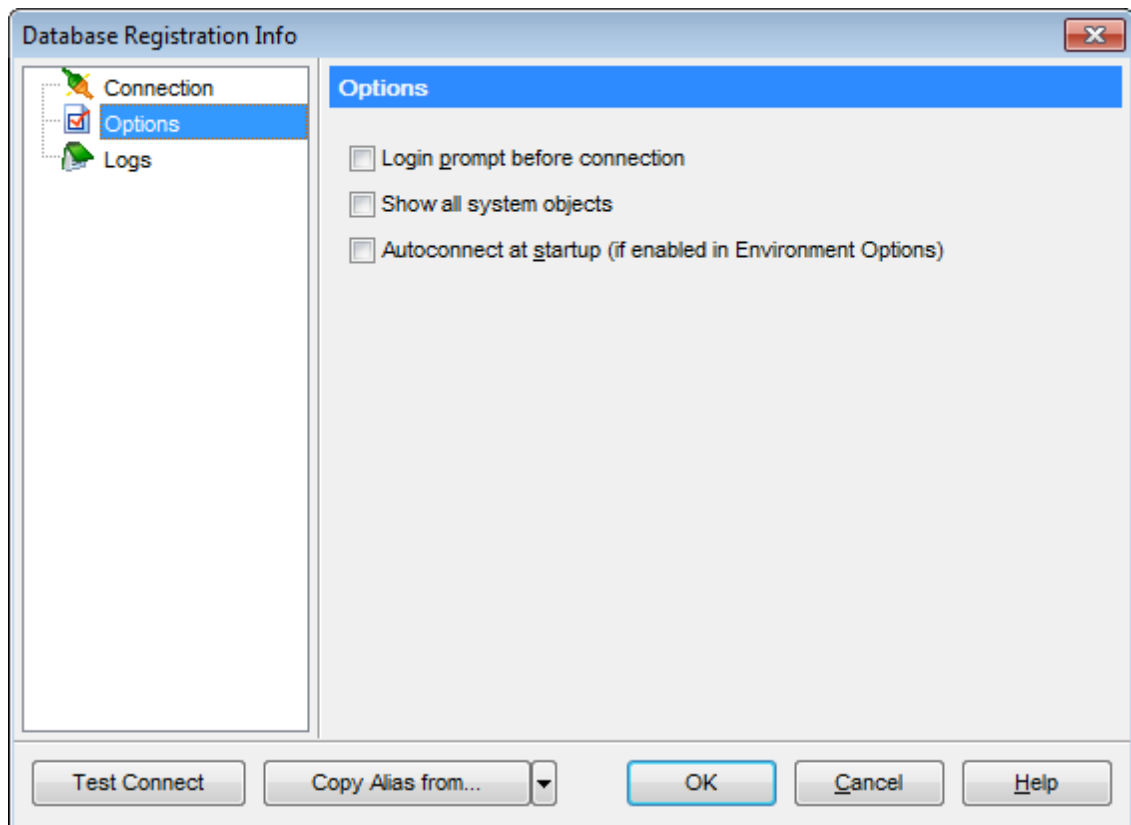 Database Registration Info
Connection
Options
Logs
Options
Login prompt before connection
Show all system objects
Autoconnect at startup (if enabled in Environment Options)
Test Connect
Copy Alias from...
OK
Cancel
Help